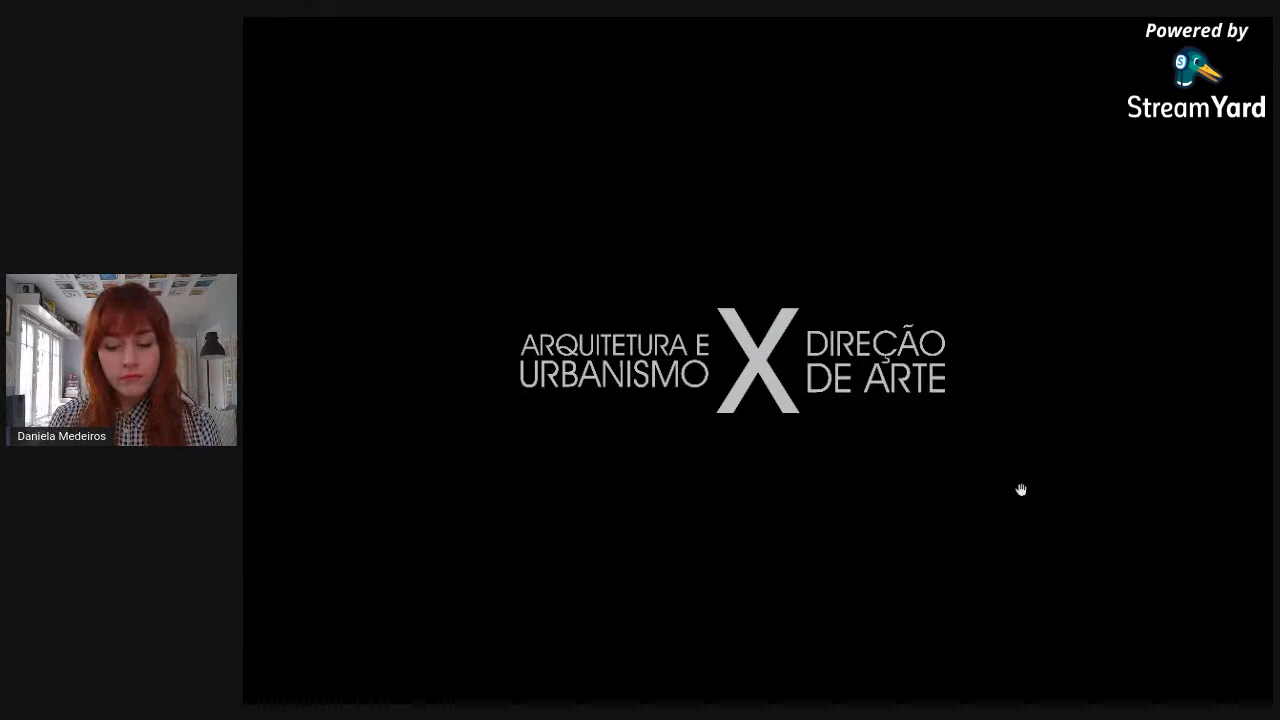 Powered by
StreamYard
ARQUITETURA E
URBANISMO
X
DIREÇÃO
DE ARTE
Daniela Medeiros